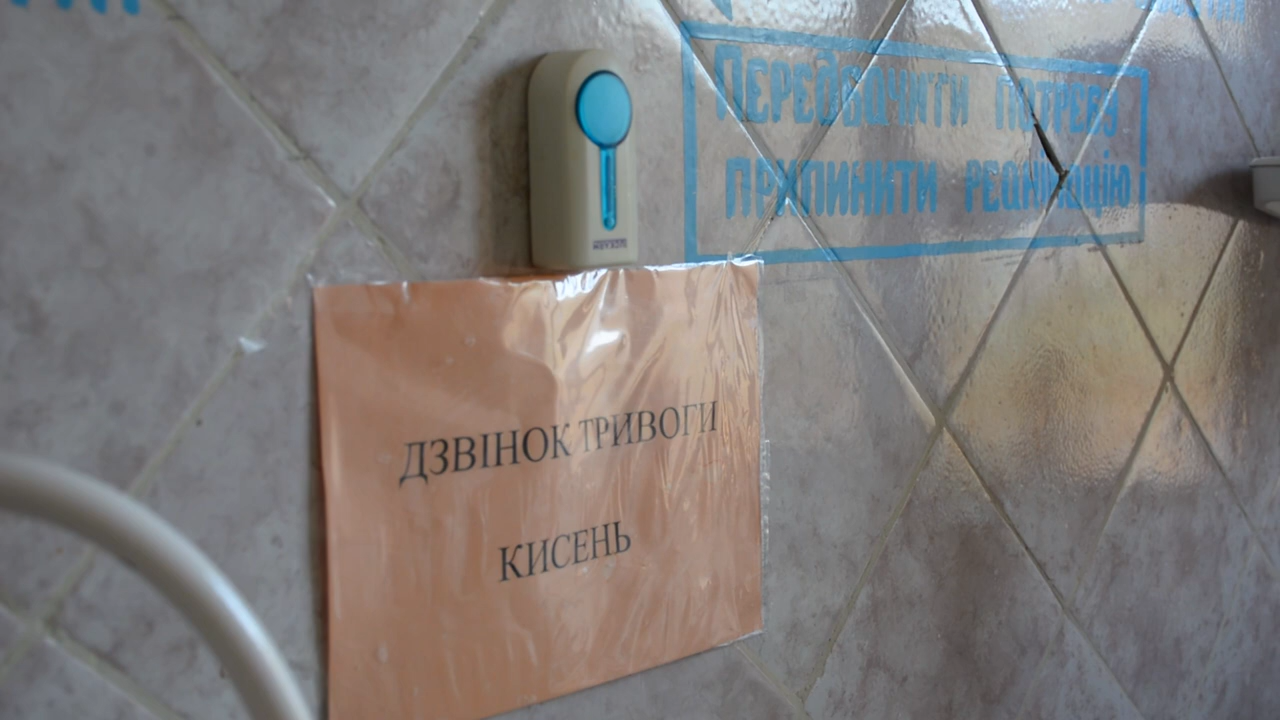 ПЕРЕДБАЧИТИ ПОТРЕБУ
ПРИПИНИТИ РЕАНІМАЦІЮ
ДЗВІНОК ТРИВОГИ
КИСЕНЬ